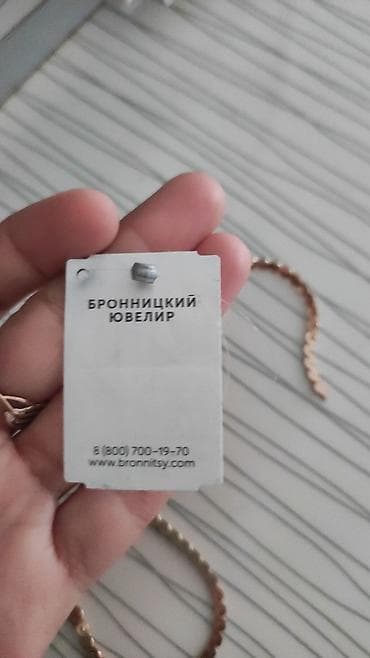 БРОННИЦКИЙ
ЮВЕЛИР
8 (800) 700-19-70
www.bronnitsy.com